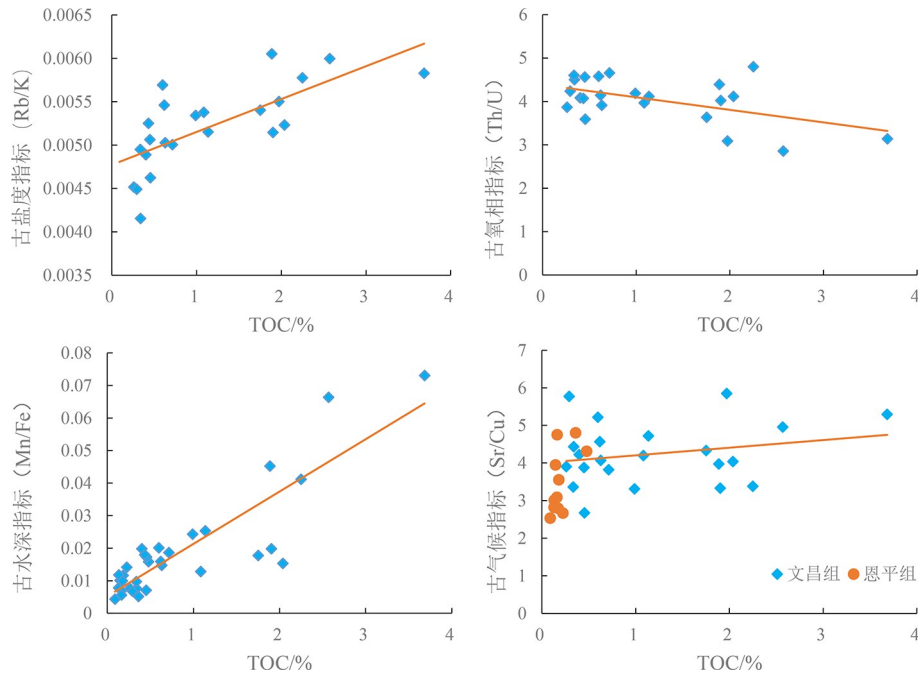 古盐度指标（Rb/K）
0.0065
0.0060
0.0055
0.0050
0.0045
0.0040
0.0035
0 1 2 3 4
TOC/%
古氧相指标（Th/U）
6
5
4
3
2
1
0
0 1 2 3 4
TOC/%
古水深指标（Mn/Fe）
0.08
0.07
0.06
0.05
0.04
0.03
0.02
0.01
0
0 1 2 3 4
TOC/%
古气候指标（Sr/Cu）
7
6
5
4
3
2
1
0
文昌组 恩平组
0 1 2 3 4
TOC/%